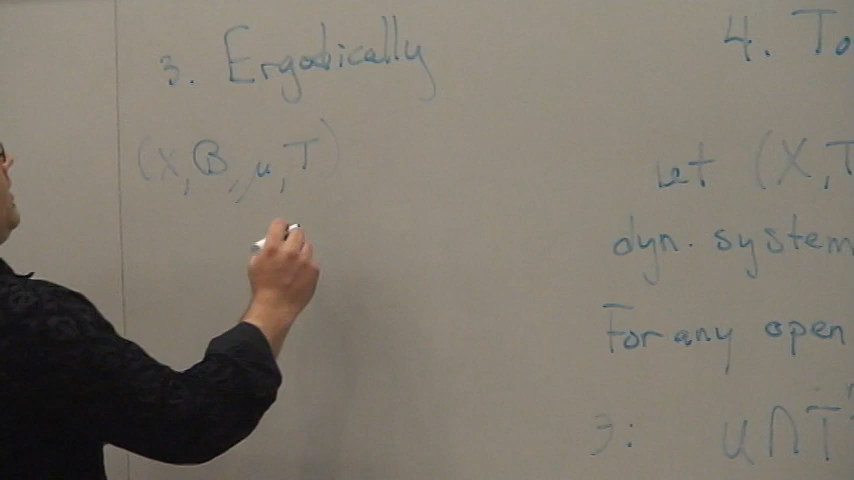 3. Ergodically
(X, B, μ, T)
4. To
Let (X, T
dyn. system
For any open
∃: U ∩ T